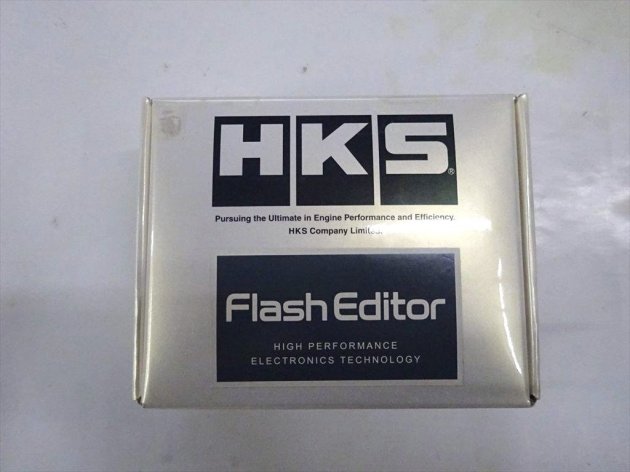 HKS®
Pursuing the Ultimate in Engine Performance and Efficiency.
HKS Company Limited.
Flash Editor
HIGH PERFORMANCE
ELECTRONICS TECHNOLOGY